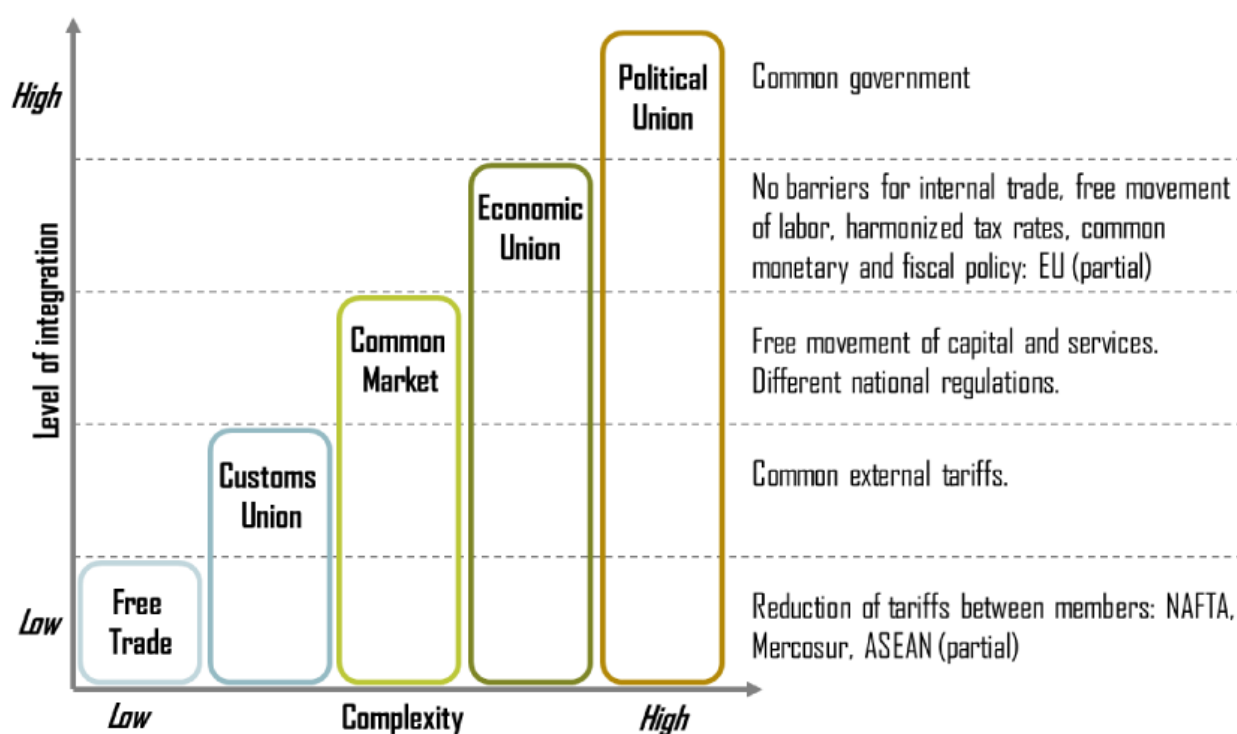 High
Political
Union
Common government
Economic
Union
No barriers for internal trade, free movement
of labor, harmonized tax rates, common
monetary and fiscal policy: EU (partial)
Level of integration
Common
Market
Free movement of capital and services.
Different national regulations.
Customs
Union
Common external tariffs.
Low
Free
Trade
Reduction of tariffs between members: NAFTA,
Mercosur, ASEAN (partial)
Low
Complexity
High